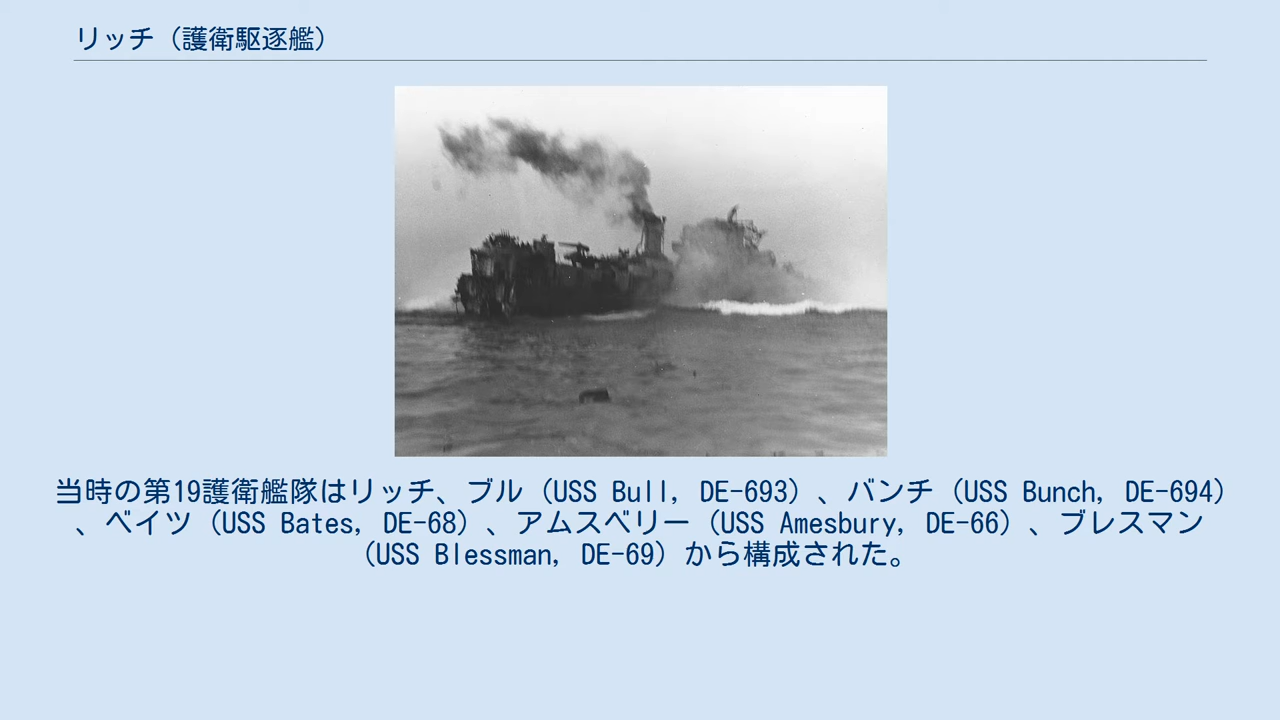 リッチ（護衛駆逐艦）
当時の第19護衛艦隊はリッチ、ブル（USS Bull, DE-693）、バンチ（USS Bunch, DE-694）
、ベイツ（USS Bates, DE-68）、アムスベリー（USS Amesbury, DE-66）、ブレスマン
（USS Blessman, DE-69）から構成された。